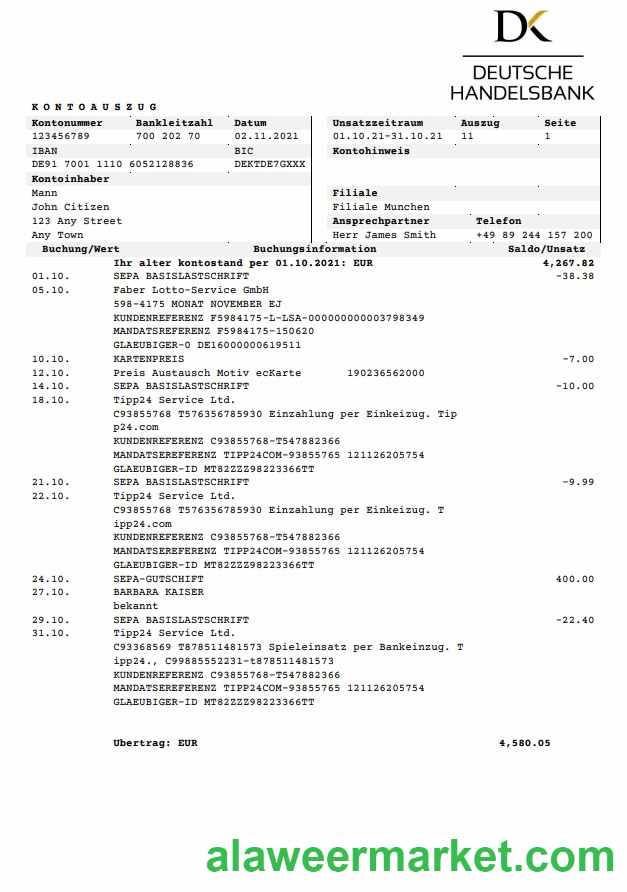 DK
DEUTSCHE
HANDELSBANK
KONTOAUSZUG
Kontonummer Bankleitzahl Datum Unsatzzeitraum Auszug Seite
123456789 700 202 70 02.11.2021 01.10.21-31.10.21 11 1
IBAN BIC Kontohinweis
DE91 7001 1110 6052128836 DEKTDE7GXXX
Kontoinhaber
Mann Filiale
John Citizen Filiale Munchen
123 Any Street Ansprechpartner Telefon
Any Town Herr James Smith +49 89 244 157 200
Buchung/Wert Buchungsinformation Saldo/Unsatz
Ihr alter kontostand per 01.10.2021: EUR 4,267.82
01.10. SEPA BASISLASTSCHRIFT -38.38
05.10. Faber Lotto-Service GmbH
598-4175 MONAT NOVEMBER EJ
KUNDENREFERENZ F5984175-L-LSA-000000000003798349
MANDATSREFERENZ F5984175-150620
GLAEUBIGER-0 DE16000000619511
10.10. KARTENPREIS -7.00
12.10. Preis Austausch Motiv ecKarte 190236562000
14.10. SEPA BASISLASTSCHRIFT -10.00
18.10. Tipp24 Service Ltd.
C93855768 T576356785930 Einzahlung per Einkeizug. Tip
p24.com
KUNDENREFERENZ C93855768-T547882366
MANDATSEREFERENZ TIPP24COM-93855765 121126205754
GLAEUBIGER-ID MT82ZZZ98223366TT
21.10. SEPA BASISLASTSCHRIFT -9.99
22.10. Tipp24 Service Ltd.
C93855768 T576356785930 Einzahlung per Einkeizug. T
ipp24.com
KUNDENREFERENZ C93855768-T547882366
MANDATSEREFERENZ TIPP24COM-93855765 121126205754
GLAEUBIGER-ID MT82ZZZ98223366TT
24.10. SEPA-GUTSCHIFT 400.00
27.10. BARBARA KAISER
bekannt
29.10. SEPA BASISLASTSCHRIFT -22.40
31.10. Tipp24 Service Ltd.
C93368569 T878511481573 Spieleinsatz per Bankeinzug. T
ipp24., C99885552231-t878511481573
KUNDENREFERENZ C93855768-T547882366
MANDATSEREFERENZ TIPP24COM-93855765 121126205754
GLAEUBIGER-ID MT82ZZZ98223366TT
Ubertrag: EUR 4,580.05
alaweermarket.com